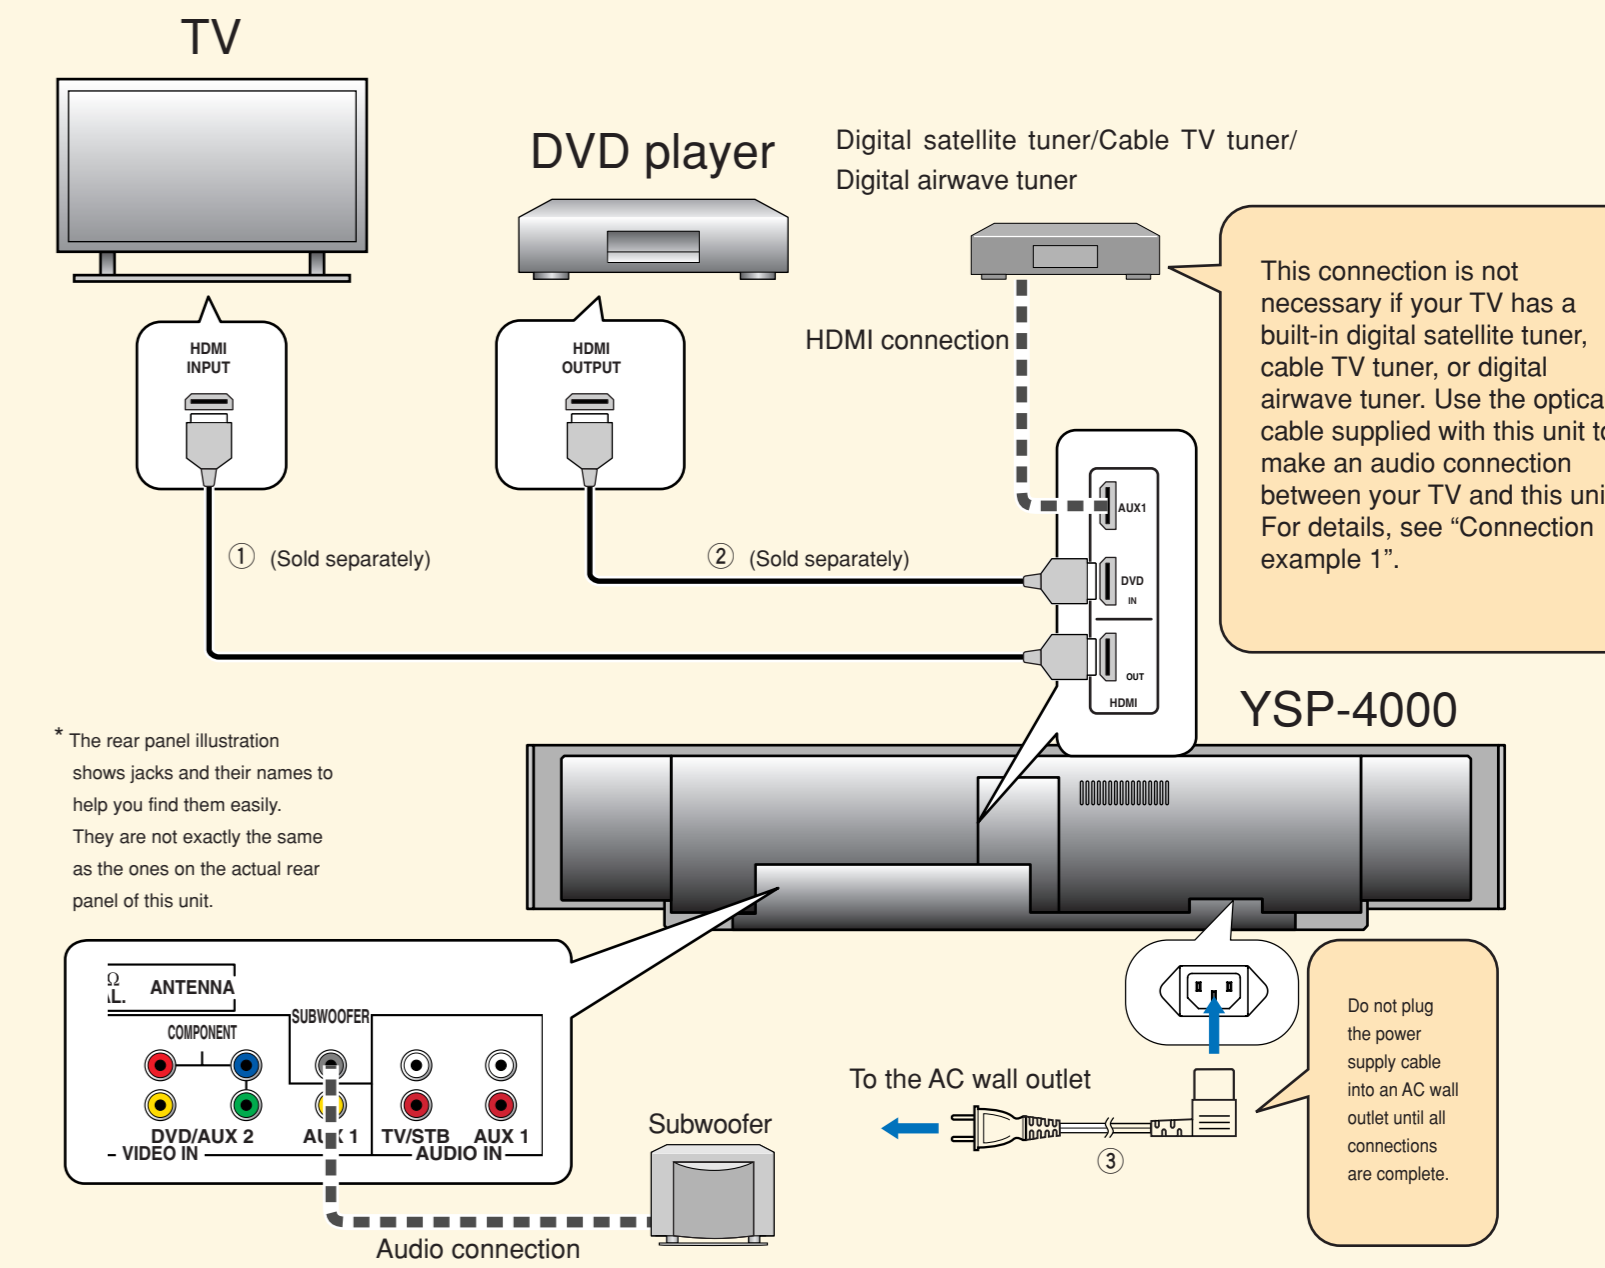 TV
DVD player
Digital satellite tuner/Cable TV tuner/
Digital airwave tuner
This connection is not
necessary if your TV has a
built-in digital satellite tuner,
cable TV tuner, or digital
airwave tuner. Use the optica
cable supplied with this unit to
make an audio connection
between your TV and this uni
For details, see “Connection
example 1”.
HDMI
INPUT
HDMI
OUTPUT
HDMI connection
AUX1
DVD
IN
OUT
HDMI
① (Sold separately)
② (Sold separately)
YSP-4000
* The rear panel illustration
shows jacks and their names to
help you find them easily.
They are not exactly the same
as the ones on the actual rear
panel of this unit.
Ω
AL.
ANTENNA
SUBWOOFER
COMPONENT
DVD/AUX 2
AUX 1
TV/STB
AUX 1
VIDEO IN
AUDIO IN
Subwoofer
Audio connection
To the AC wall outlet
③
Do not plug
the power
supply cable
into an AC wall
outlet until all
connections
are complete.